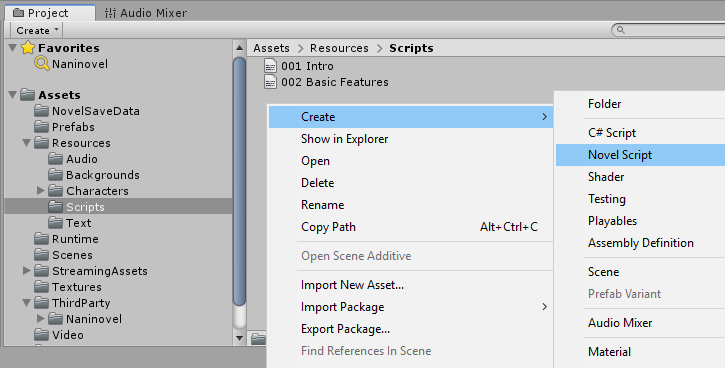 Project
Audio Mixer
Create
Favorites
Naninovel
Assets
NovelSaveData
Prefabs
Resources
Audio
Backgrounds
Characters
Scripts
Text
Runtime
Scenes
StreamingAssets
Textures
ThirdParty
Naninovel
Video
Assets > Resources > Scripts
001 Intro
002 Basic Features
Create >
Show in Explorer
Open
Delete
Rename
Copy Path Alt+Ctrl+C
Open Scene Additive
Import New Asset...
Import Package >
Export Package...
Find References In Scene
Folder
C# Script
Novel Script
Shader
Testing
Playables
Assembly Definition
Scene
Prefab Variant
Audio Mixer
Material